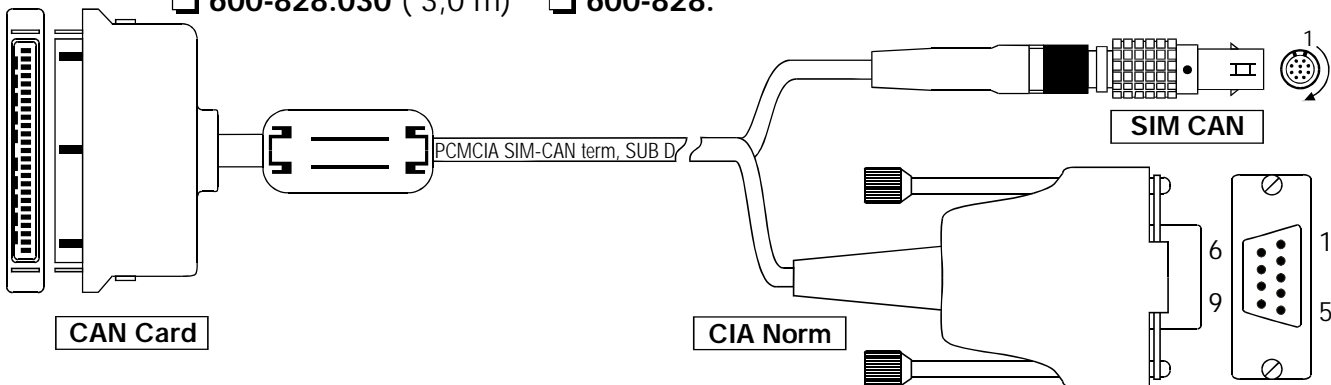 ❑ 600-828.030 ( 3,0 m) ❑ 600-828.
1
SIM CAN
PCMCIA SIM-CAN term, SUB D
6
1
9
5
CAN Card
CIA Norm